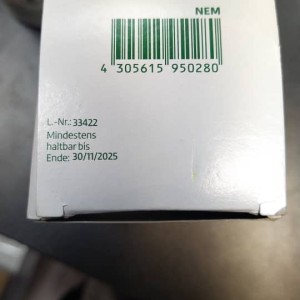 NEM
4 305615 950280
L.-Nr.: 33422
Mindestens
haltbar bis
Ende: 30/11/2025